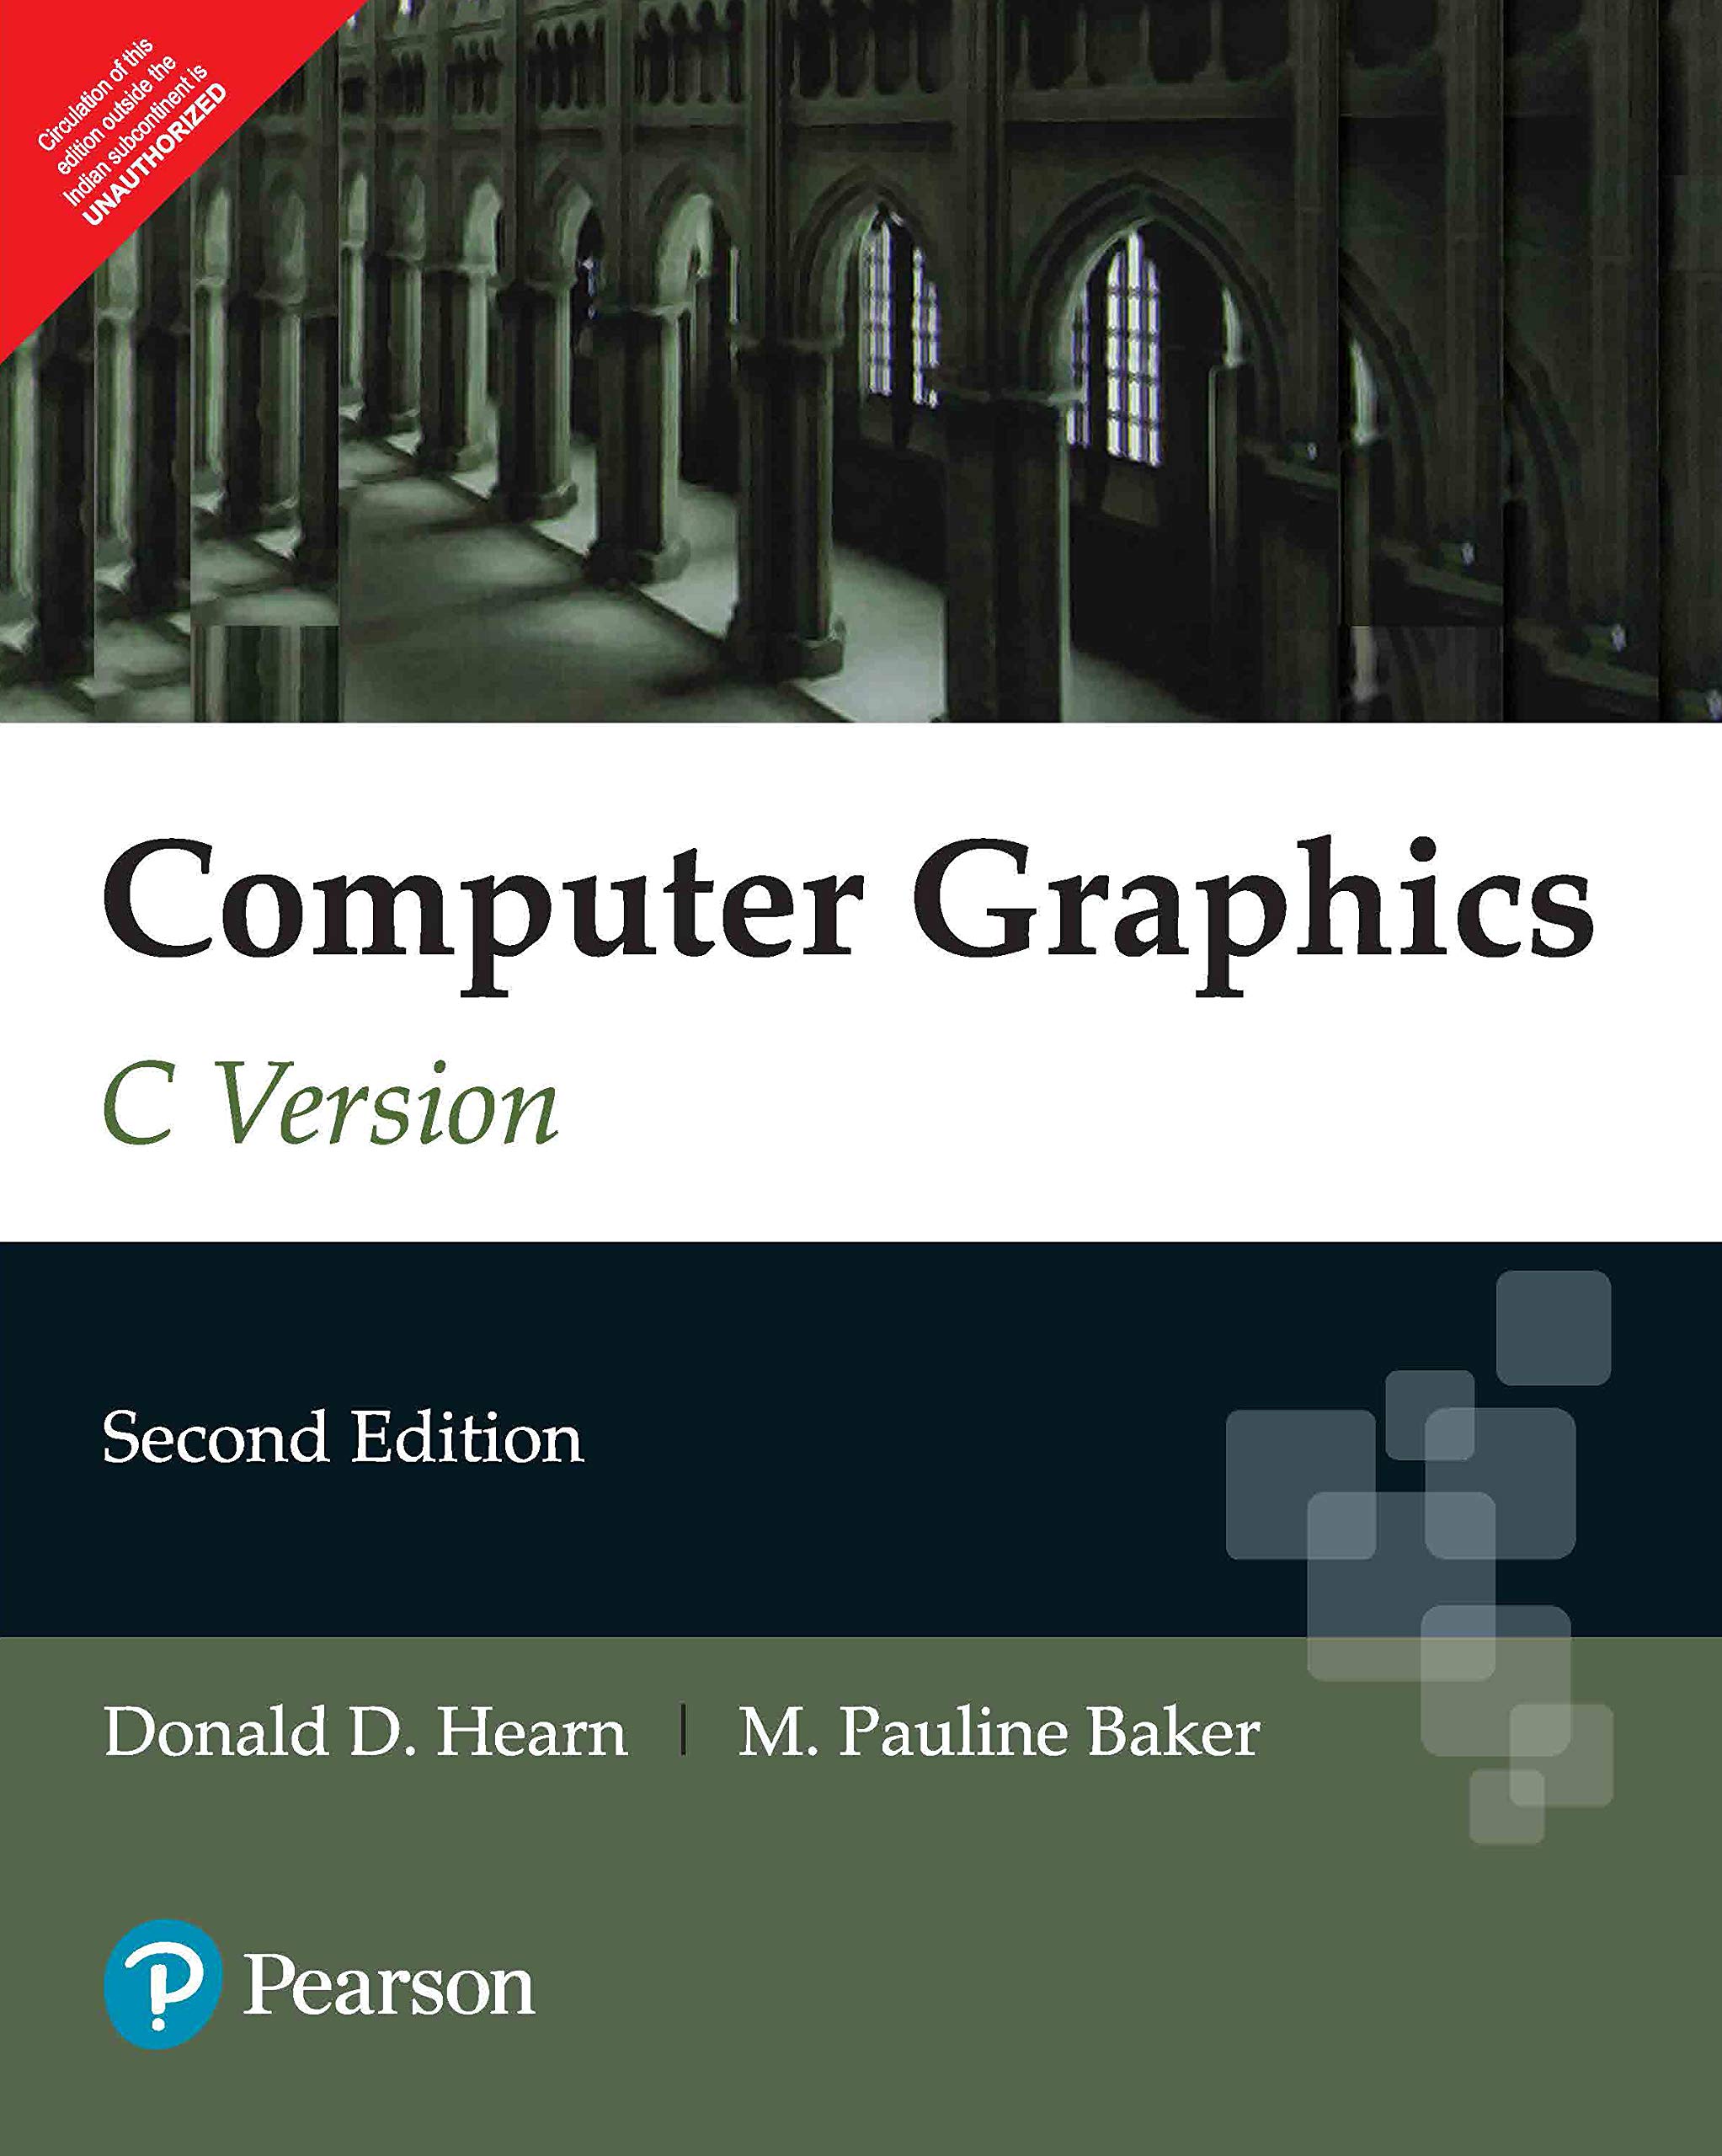 Circulation of this
edition outside the
Indian subcontinent is
UNAUTHORIZED
Computer Graphics
C Version
Second Edition
Donald D. Hearn | M. Pauline Baker
Pearson